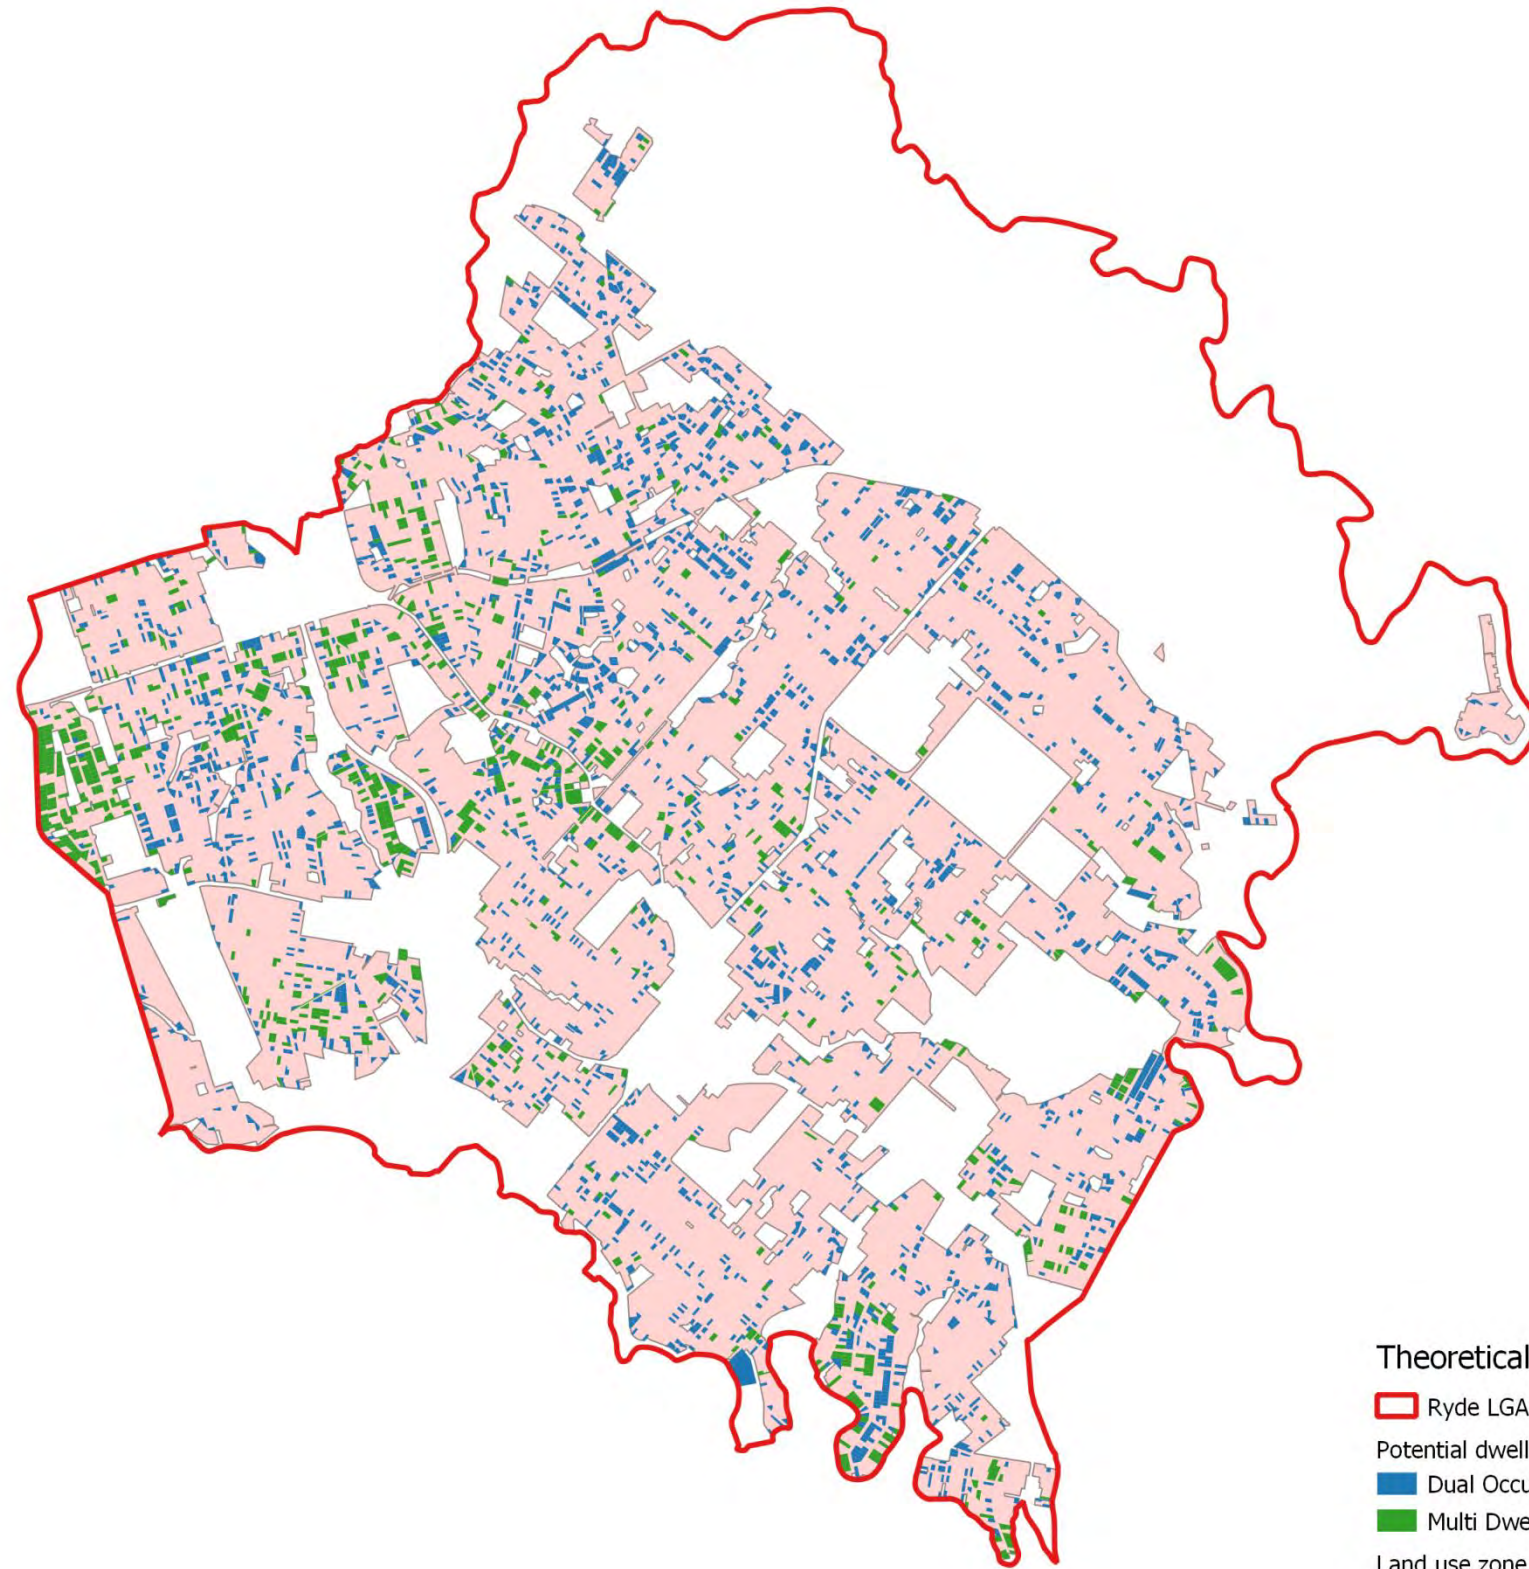 Theoretical
Ryde LGA
Potential dwell
Dual Occu
Multi Dwe
Land use zone